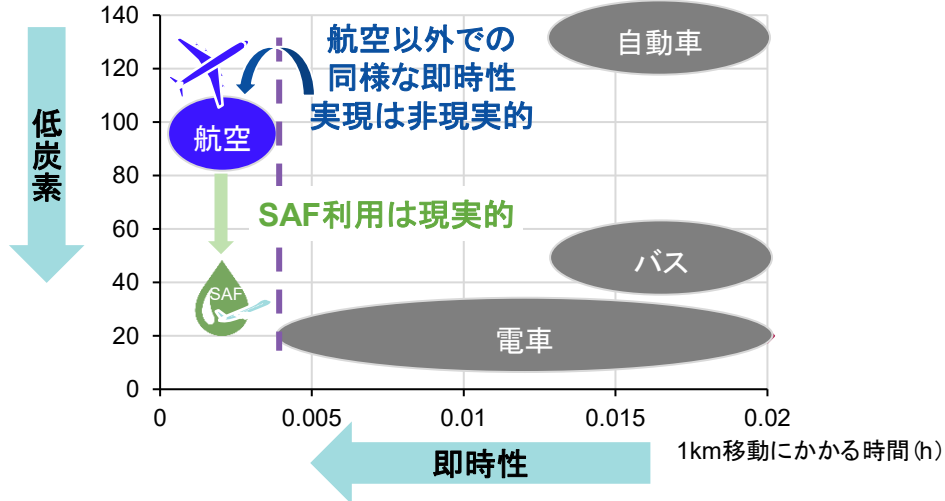 140
120
100
80
60
40
20
0
0
0.005
0.01
0.015
0.02
低炭素
航空以外での
同様な即時性
実現は非現実的
自動車
航空
SAF利用は現実的
バス
SAF
電車
即時性
1km移動にかかる時間(h)